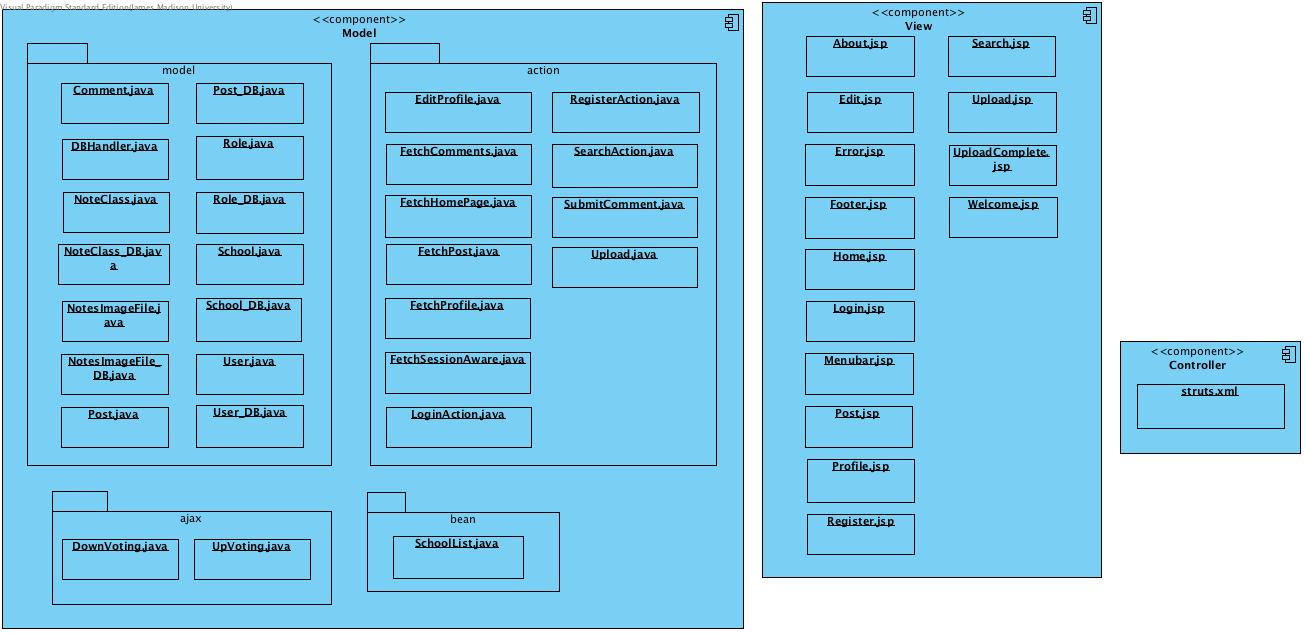 Visual Paradigm Standard Edition(James Madison University)
<<component>>
Model
model
Comment.java
Post_DB.java
DBHandler.java
Role.java
NoteClass.java
Role_DB.java
NoteClass_DB.jav
a
School.java
NotesImageFile.j
ava
School_DB.java
NotesImageFile_
DB.java
User.java
Post.java
User_DB.java
action
EditProfile.java
RegisterAction.java
FetchComments.java
SearchAction.java
FetchHomePage.java
SubmitComment.java
FetchPost.java
Upload.java
FetchProfile.java
FetchSessionAware.java
LoginAction.java
ajax
DownVoting.java
UpVoting.java
bean
SchoolList.java
<<component>>
View
About.jsp
Search.jsp
Edit.jsp
Upload.jsp
Error.jsp
UploadComplete.
jsp
Footer.jsp
Welcome.jsp
Home.jsp
Login.jsp
Menubar.jsp
Post.jsp
Profile.jsp
Register.jsp
<<component>>
Controller
struts.xml